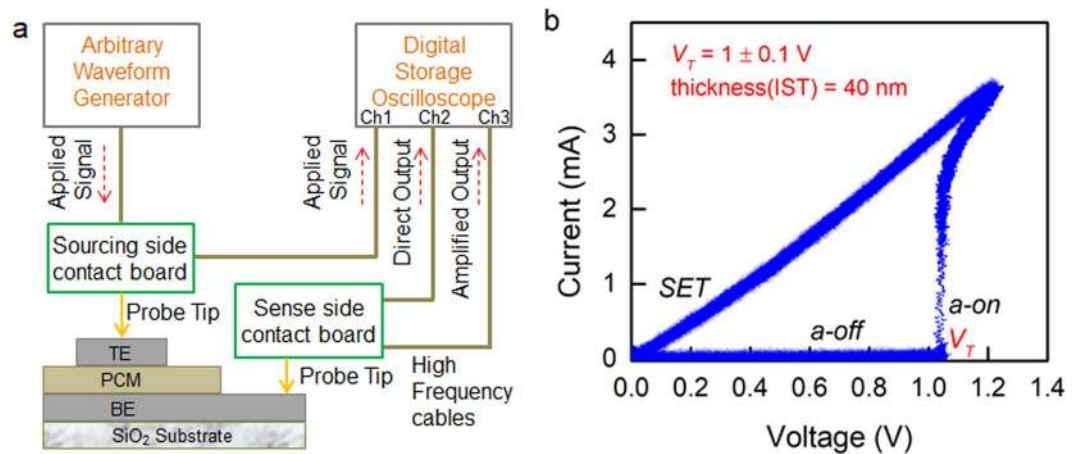 a
Arbitrary
Waveform
Generator
Digital
Storage
Oscilloscope
Ch1 Ch2 Ch3
Applied
Signal
Applied
Signal
Direct Output
Amplified Output
Sourcing side
contact board
Probe Tip
Sense side
contact board
Probe Tip
High
Frequency
cables
TE
PCM
BE
SiO2 Substrate
b
V_T = 1 ± 0.1 V
thickness(IST) = 40 nm
Current (mA)
4
3
2
1
0
SET
a-off
a-on
V_T
0.0 0.2 0.4 0.6 0.8 1.0 1.2 1.4
Voltage (V)